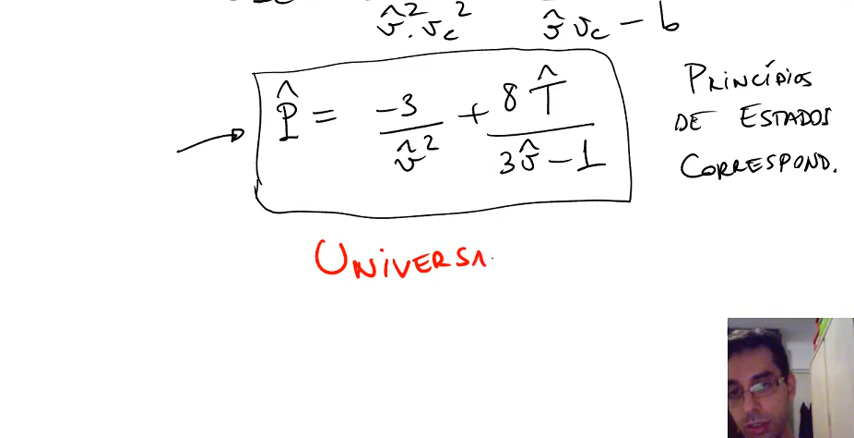 v̂². v_c²   v̂ v_c – b
P̂ = -3/v̂² + 8T̂/(3v̂ – 1)
PRINCÍPIOS
DE ESTADOS
CORRESPOND.
UNIVERSA